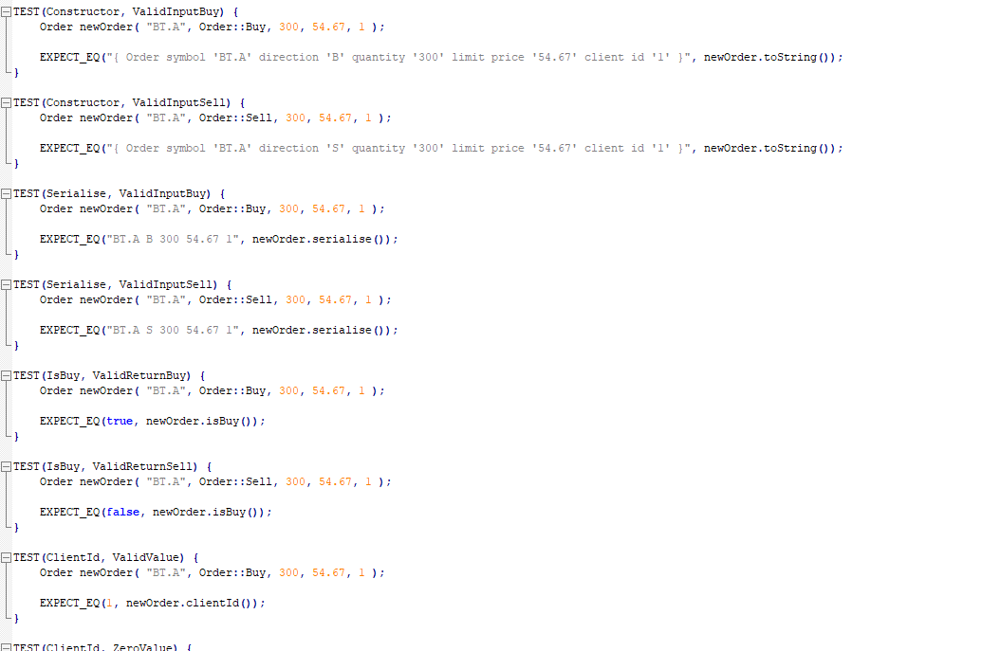 TEST(Constructor, ValidInputBuy) {
Order newOrder( "BT.A", Order::Buy, 300, 54.67, 1 );
EXPECT_EQ("{ Order symbol 'BT.A' direction 'B' quantity '300' limit price '54.67' client id '1' }", newOrder.toString());
}
TEST(Constructor, ValidInputSell) {
Order newOrder( "BT.A", Order::Sell, 300, 54.67, 1 );
EXPECT_EQ("{ Order symbol 'BT.A' direction 'S' quantity '300' limit price '54.67' client id '1' }", newOrder.toString());
}
TEST(Serialise, ValidInputBuy) {
Order newOrder( "BT.A", Order::Buy, 300, 54.67, 1 );
EXPECT_EQ("BT.A B 300 54.67 1", newOrder.serialise());
}
TEST(Serialise, ValidInputSell) {
Order newOrder( "BT.A", Order::Sell, 300, 54.67, 1 );
EXPECT_EQ("BT.A S 300 54.67 1", newOrder.serialise());
}
TEST(IsBuy, ValidReturnBuy) {
Order newOrder( "BT.A", Order::Buy, 300, 54.67, 1 );
EXPECT_EQ(true, newOrder.isBuy());
}
TEST(IsBuy, ValidReturnSell) {
Order newOrder( "BT.A", Order::Sell, 300, 54.67, 1 );
EXPECT_EQ(false, newOrder.isBuy());
}
TEST(ClientId, ValidValue) {
Order newOrder( "BT.A", Order::Buy, 300, 54.67, 1 );
EXPECT_EQ(1, newOrder.clientId());
}
TEST(ClientId, ZeroValue) {